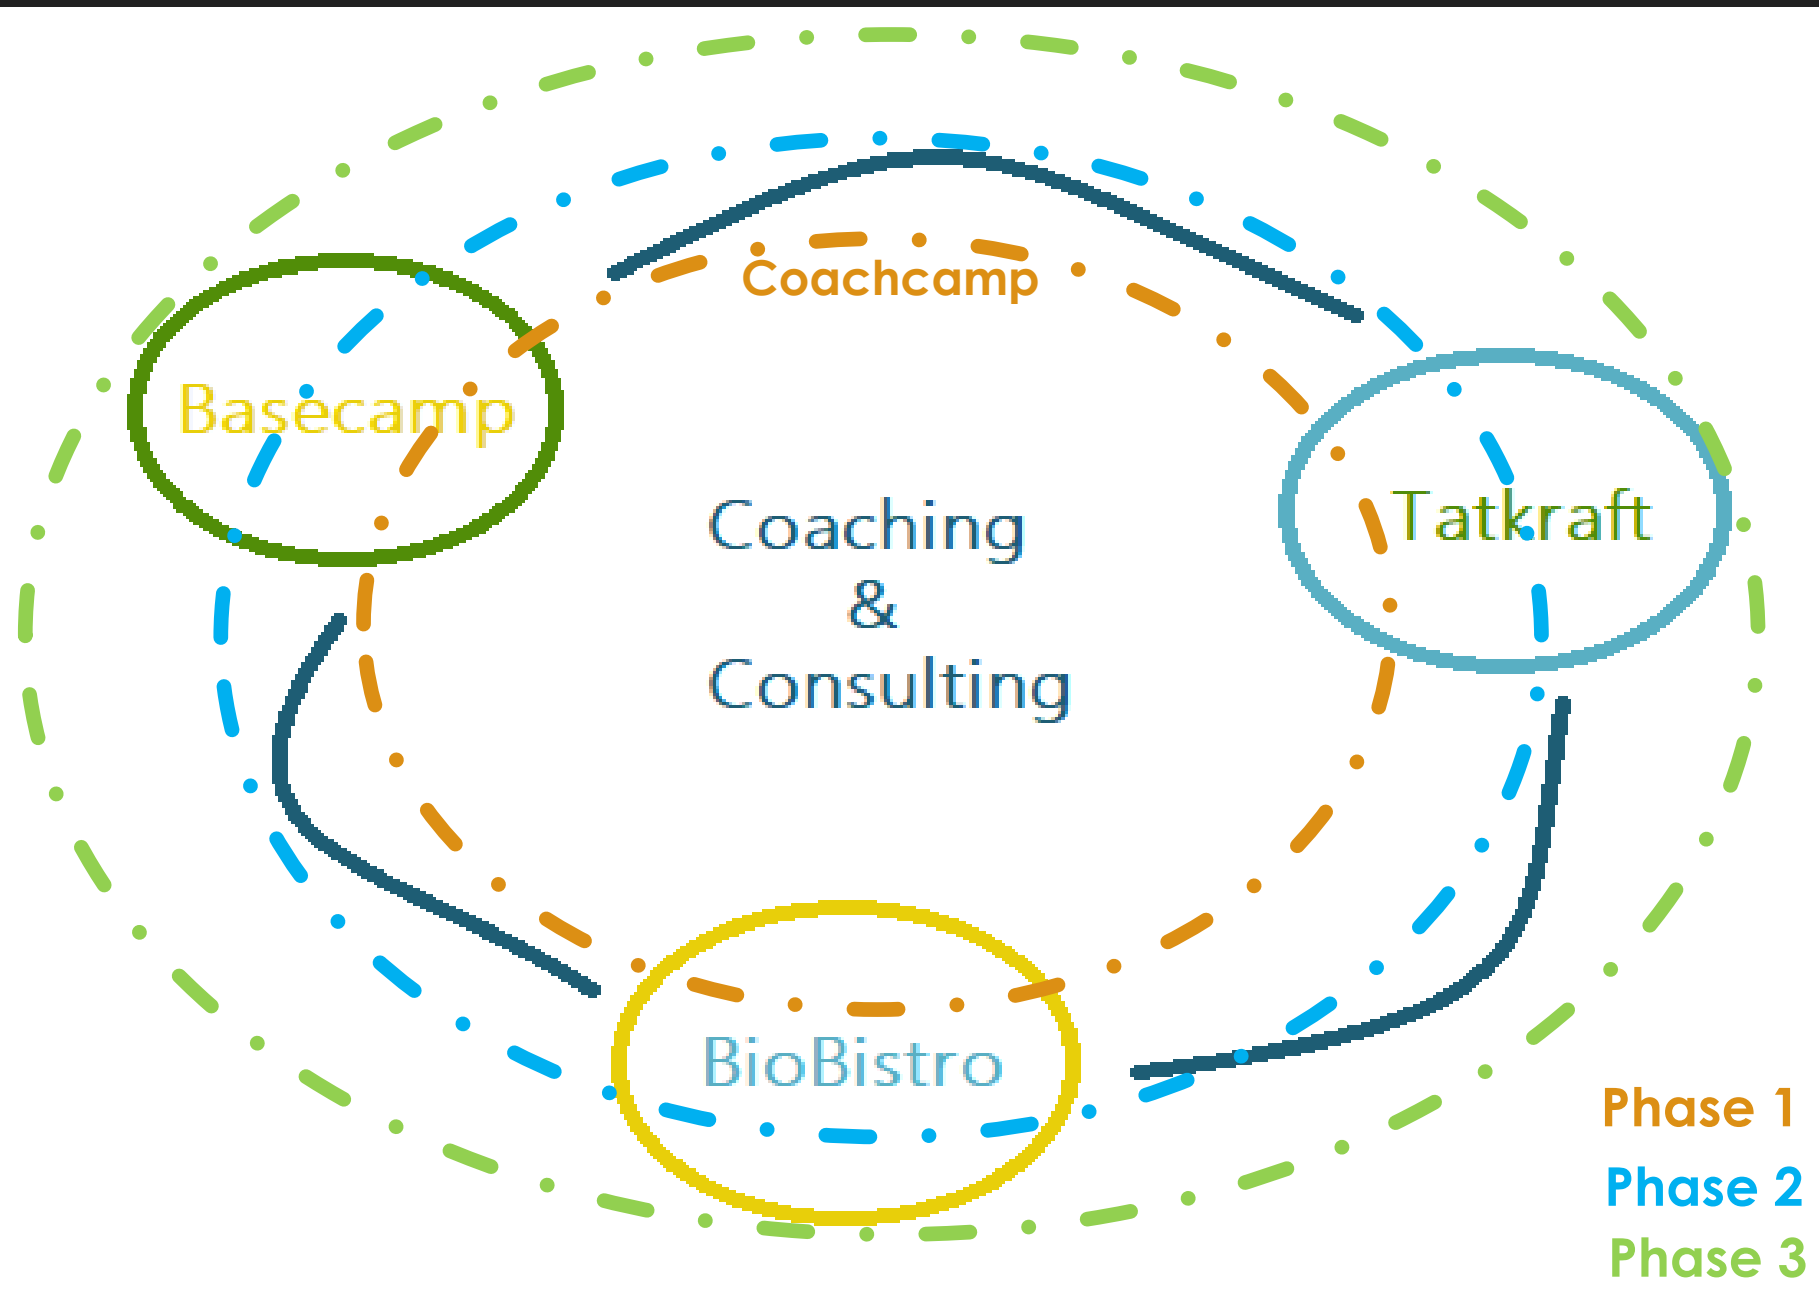 Coachcamp
Basecamp
Tatkraft
Coaching
&
Consulting
BioBistro
Phase 1
Phase 2
Phase 3